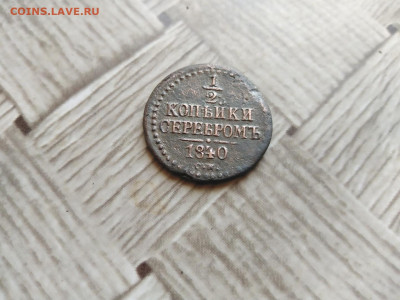 COINS.LAVE.RU
1/2
КОПѢЙКИ
СЕРЕБРОМЪ
1840